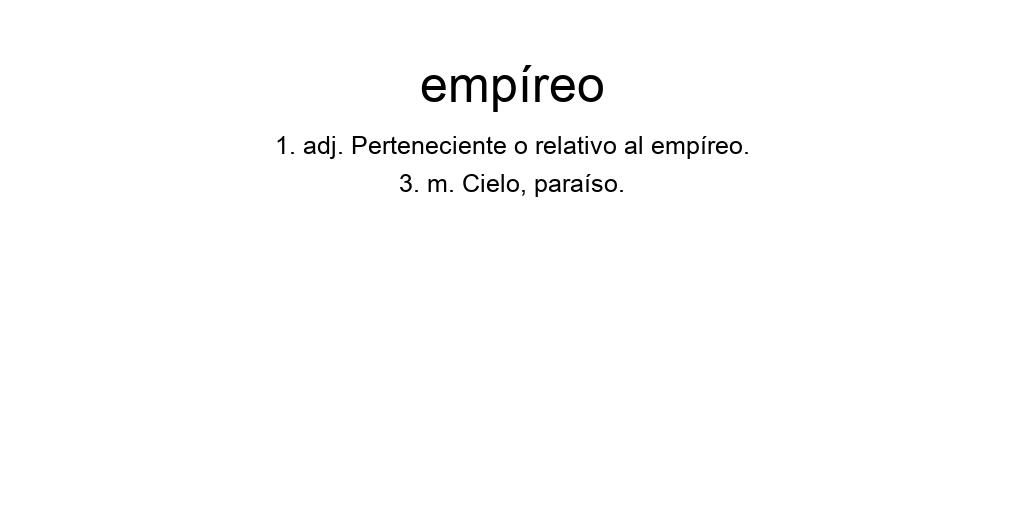 empíreo
1. adj. Perteneciente o relativo al empíreo.
3. m. Cielo, paraíso.